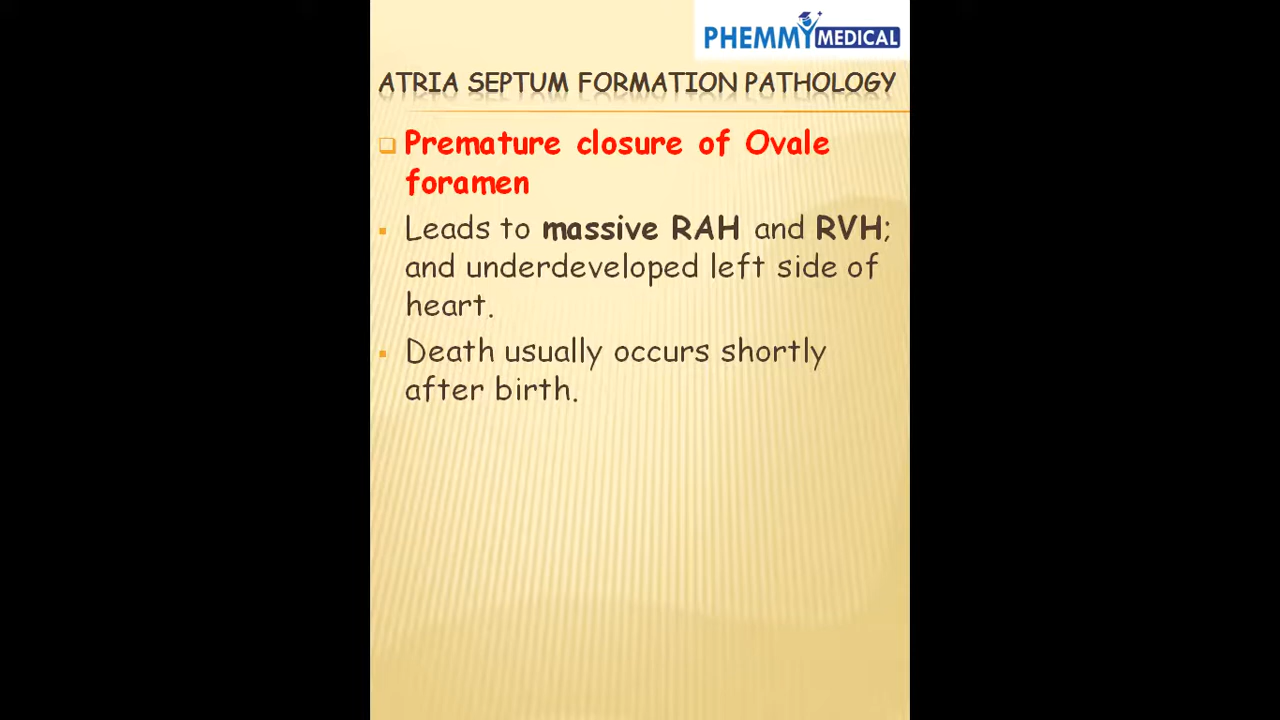 PHEMMY MEDICAL
ATRIA SEPTUM FORMATION PATHOLOGY
Premature closure of Ovale
foramen
Leads to massive RAH and RVH;
and underdeveloped left side of
heart.
Death usually occurs shortly
after birth.